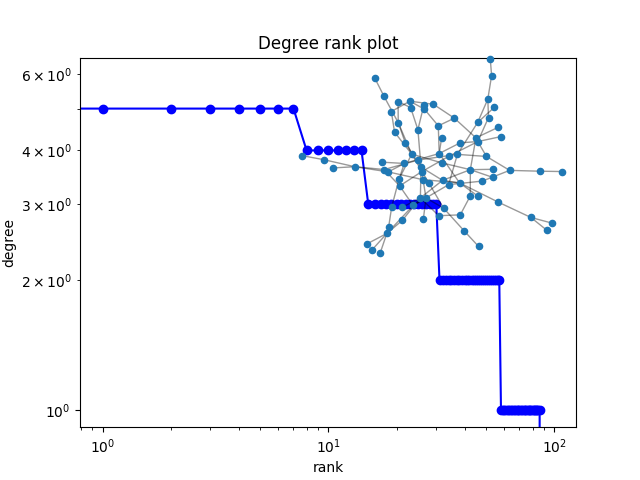 Degree rank plot
6 × 10⁰
4 × 10⁰
3 × 10⁰
2 × 10⁰
10⁰
degree
10⁰
10¹
10²
rank